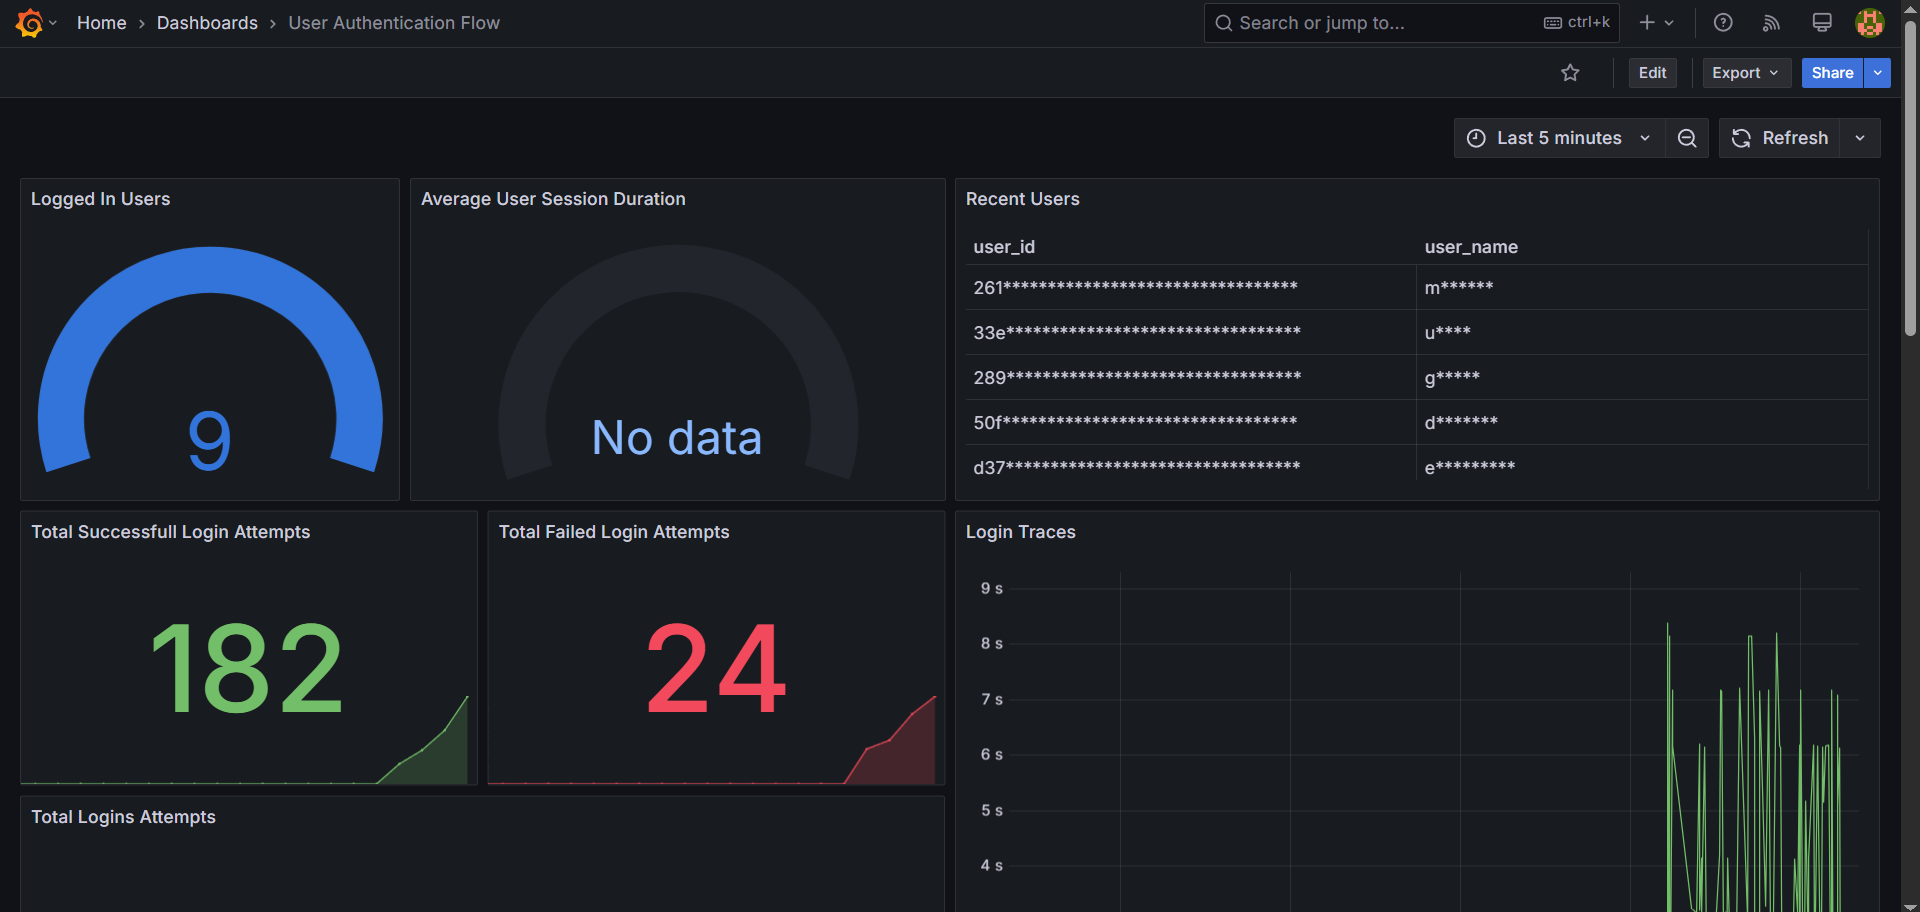 Home › Dashboards › User Authentication Flow
Search or jump to... ctrl+k
Edit
Export
Share
Last 5 minutes
Refresh
Logged In Users
9
Average User Session Duration
No data
Recent Users
user_id user_name
261********************************* m******
33e********************************* u****
289********************************* g*****
50f********************************* d*******
d37********************************* e*********
Total Successfull Login Attempts
182
Total Failed Login Attempts
24
Login Traces
9 s
8 s
7 s
6 s
5 s
4 s
Total Logins Attempts